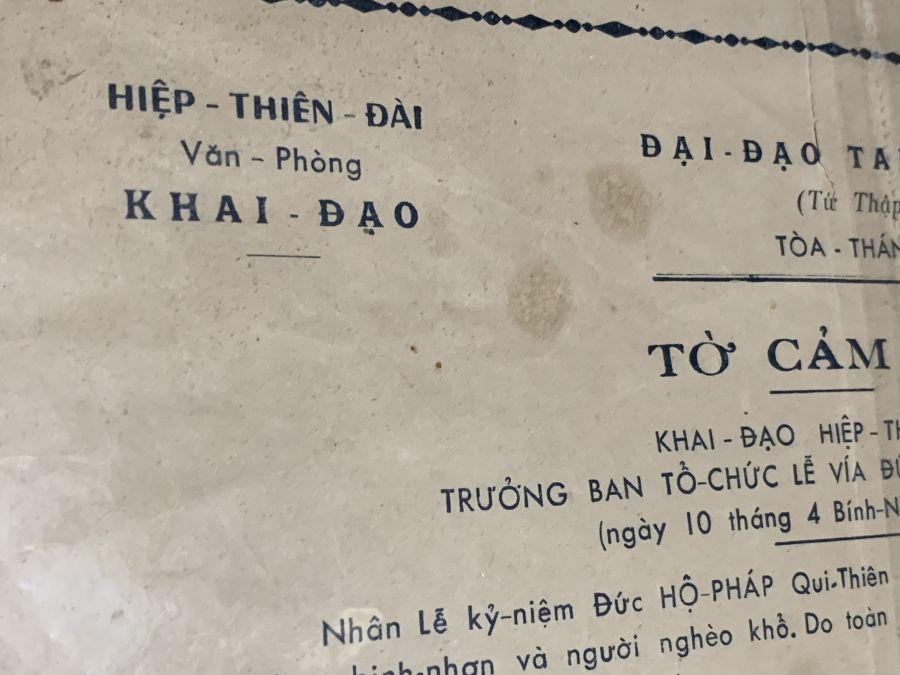 HIỆP - THIÊN - ĐÀI
Văn - Phòng
KHAI - ĐẠO
ĐẠI - ĐẠO
(Tứ Thập
TÒA -
TỜ CẢM
KHAI - ĐẠO HIỆP -
TRƯỞNG BAN TỔ-CHỨC LỄ VÍA
(ngày 10 tháng 4 Bính-
Nhân Lễ kỷ-niệm Đức HỘ-PHÁP Qui-Thiên
bịnh-nhơn và người nghèo khổ. Do toàn